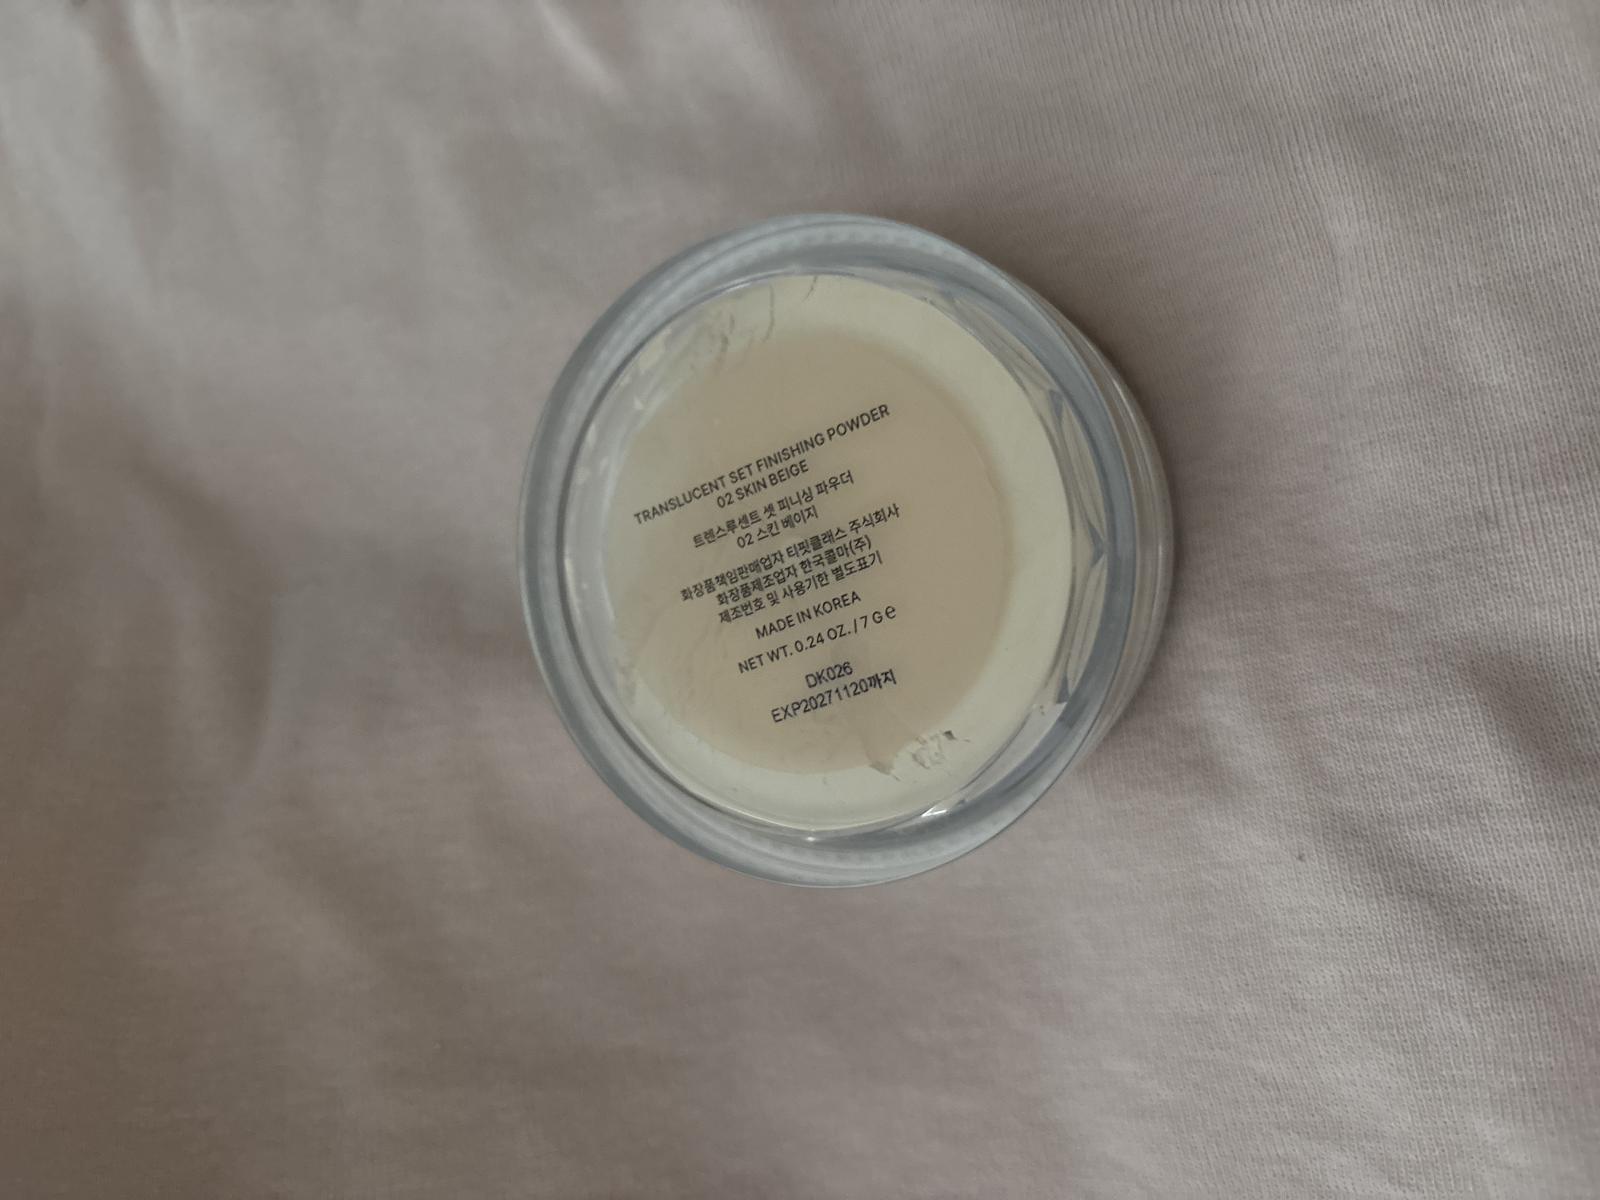 TRANSLUCENT SET FINISHING POWDER
02 SKIN BEIGE
트렌스루센트 셋 피니싱 파우더
02 스킨 베이지
화장품책임판매업자 티핏클래스 주식회사
화장품제조업자 한국콜마(주)
제조번호 및 사용기한 별도표기
MADE IN KOREA
NET WT. 0.24 OZ. / 7 G e
DK026
EXP20271120까지